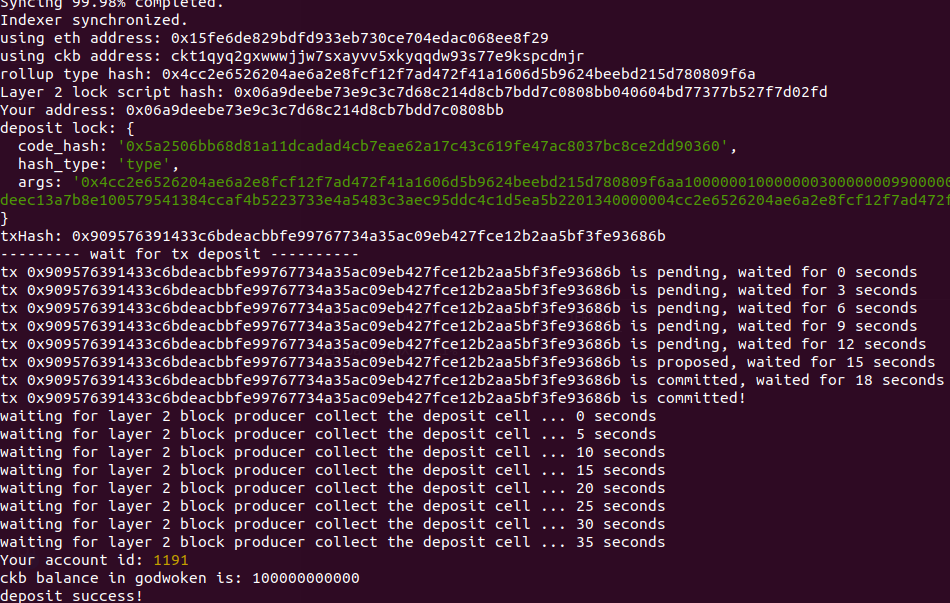 Syncing 99.98% completed.
Indexer synchronized.
using eth address: 0x15fe6de829bdfd933eb730ce704edac068ee8f29
using ckb address: ckt1qyq2gxwwwjjw7sxayvv5xkyqqdw93s77e9kspcdmjr
rollup type hash: 0x4cc2e6526204ae6a2e8fcf12f7ad472f41a1606d5b9624beebd215d780809f6a
Layer 2 lock script hash: 0x06a9deebe73e9c3c7d68c214d8cb7bdd7c0808bb040604bd77377b527f7d02fd
Your address: 0x06a9deebe73e9c3c7d68c214d8cb7bdd7c0808bb
deposit lock: {
  code_hash: '0x5a2506bb68d81a11dcadad4cb7eae62a17c43c619fe47ac8037bc8ce2dd90360',
  hash_type: 'type',
  args: '0x4cc2e6526204ae6a2e8fcf12f7ad472f41a1606d5b9624beebd215d780809f6aa10000001000000030000000990000
deec13a7b8e100579541384ccaf4b5223733e4a5483c3aec95ddc4c1d5ea5b2201340000004cc2e6526204ae6a2e8fcf12f7ad472f
}
txHash: 0x909576391433c6bdeacbbfe99767734a35ac09eb427fce12b2aa5bf3fe93686b
--------- wait for tx deposit ----------
tx 0x909576391433c6bdeacbbfe99767734a35ac09eb427fce12b2aa5bf3fe93686b is pending, waited for 0 seconds
tx 0x909576391433c6bdeacbbfe99767734a35ac09eb427fce12b2aa5bf3fe93686b is pending, waited for 3 seconds
tx 0x909576391433c6bdeacbbfe99767734a35ac09eb427fce12b2aa5bf3fe93686b is pending, waited for 6 seconds
tx 0x909576391433c6bdeacbbfe99767734a35ac09eb427fce12b2aa5bf3fe93686b is pending, waited for 9 seconds
tx 0x909576391433c6bdeacbbfe99767734a35ac09eb427fce12b2aa5bf3fe93686b is pending, waited for 12 seconds
tx 0x909576391433c6bdeacbbfe99767734a35ac09eb427fce12b2aa5bf3fe93686b is proposed, waited for 15 seconds
tx 0x909576391433c6bdeacbbfe99767734a35ac09eb427fce12b2aa5bf3fe93686b is committed, waited for 18 seconds
tx 0x909576391433c6bdeacbbfe99767734a35ac09eb427fce12b2aa5bf3fe93686b is committed!
waiting for layer 2 block producer collect the deposit cell ... 0 seconds
waiting for layer 2 block producer collect the deposit cell ... 5 seconds
waiting for layer 2 block producer collect the deposit cell ... 10 seconds
waiting for layer 2 block producer collect the deposit cell ... 15 seconds
waiting for layer 2 block producer collect the deposit cell ... 20 seconds
waiting for layer 2 block producer collect the deposit cell ... 25 seconds
waiting for layer 2 block producer collect the deposit cell ... 30 seconds
waiting for layer 2 block producer collect the deposit cell ... 35 seconds
Your account id: 1191
ckb balance in godwoken is: 100000000000
deposit success!